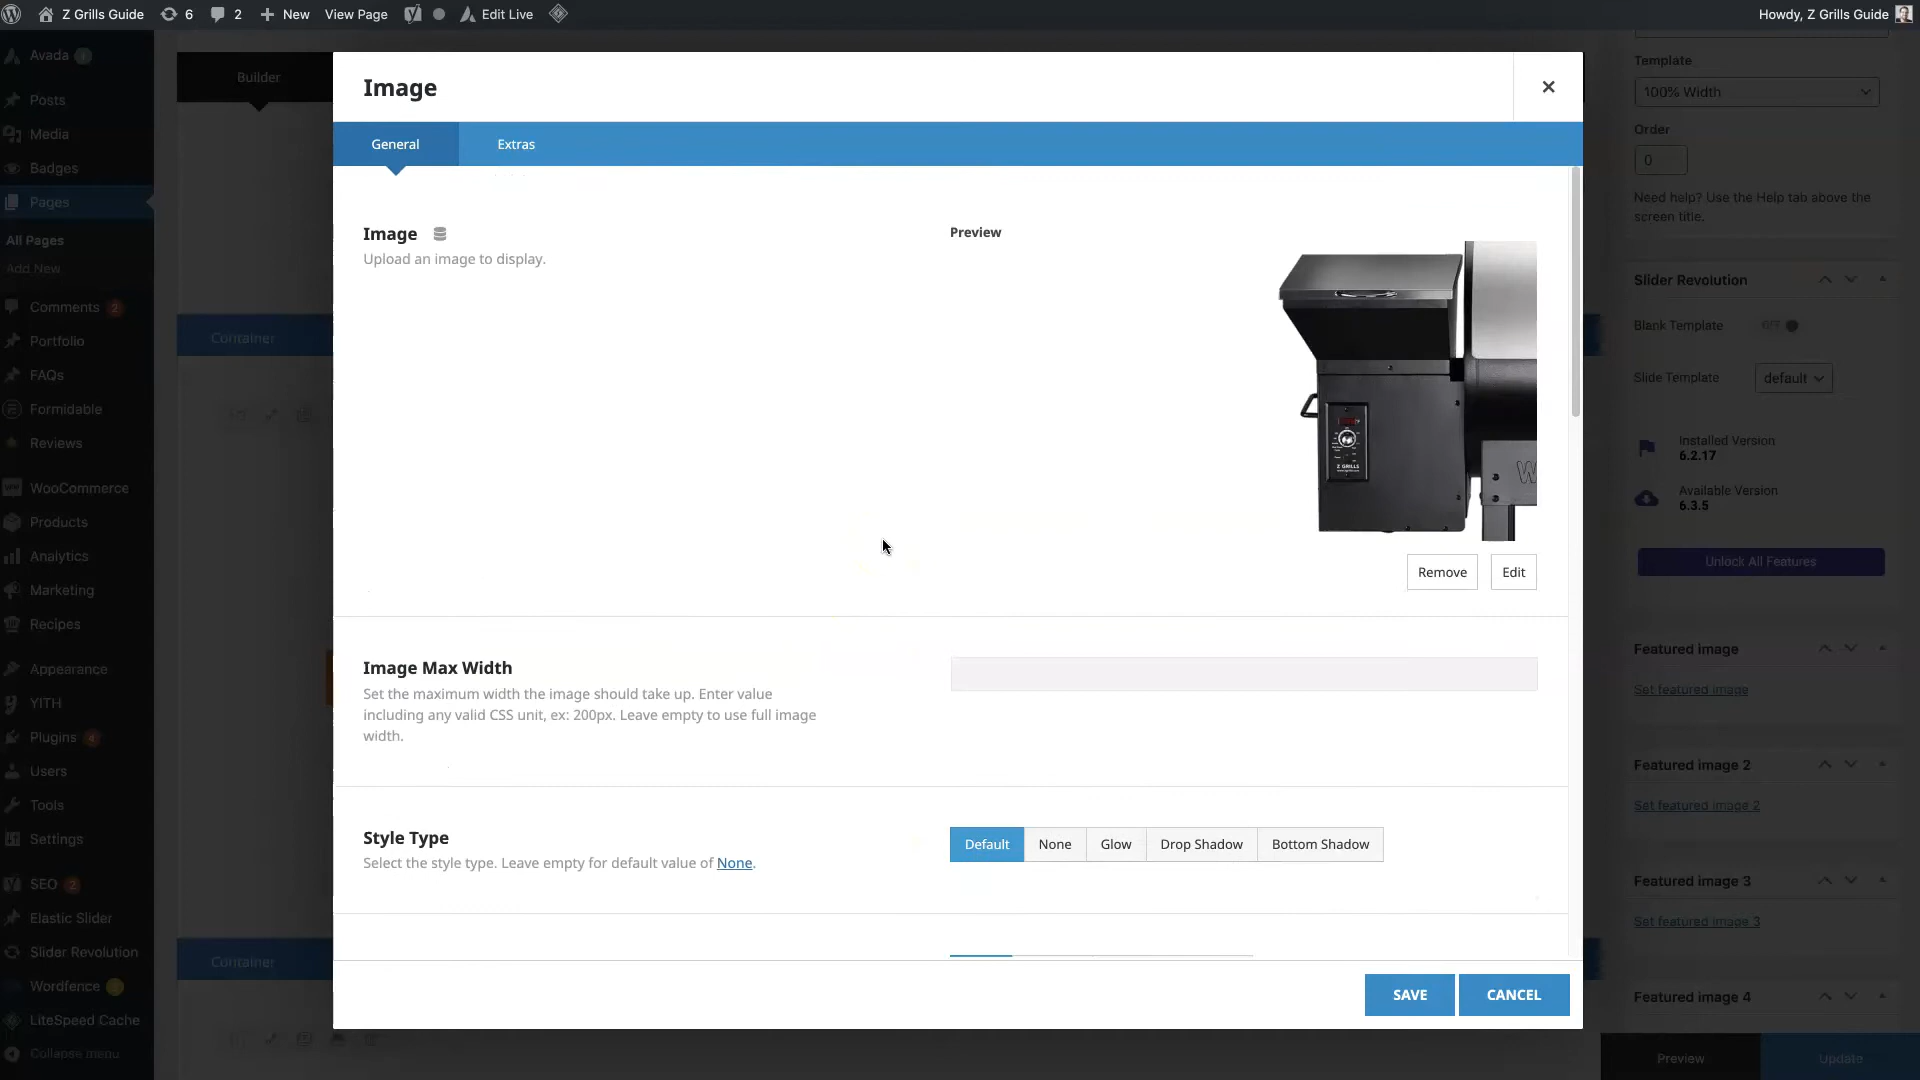 Z Grills Guide
6
2
New
View Page
Edit Live
Howdy, Z Grills Guide
Avada
Posts
Media
Badges
Pages
All Pages
Add New
Comments 2
Portfolio
FAQs
Formidable
Reviews
WooCommerce
Products
Analytics
Marketing
Recipes
Appearance
YITH
Plugins 4
Users
Tools
Settings
SEO 2
Elastic Slider
Slider Revolution
Wordfence
LiteSpeed Cache
Collapse menu
Builder
Container
Container
Image
General
Extras
Image
Upload an image to display.
Preview
Z GRILLS
Remove
Edit
Image Max Width
Set the maximum width the image should take up. Enter value
including any valid CSS unit, ex: 200px. Leave empty to use full image
width.
Style Type
Select the style type. Leave empty for default value of None.
Default
None
Glow
Drop Shadow
Bottom Shadow
SAVE
CANCEL
Template
100% Width
Order
0
Need help? Use the Help tab above the
screen title.
Slider Revolution
Blank Template
OFF
Slide Template
default
Installed Version
6.2.17
Available Version
6.3.5
Unlock All Features
Featured image
Set featured image
Featured image 2
Set featured image 2
Featured image 3
Set featured image 3
Featured image 4
Preview
Update